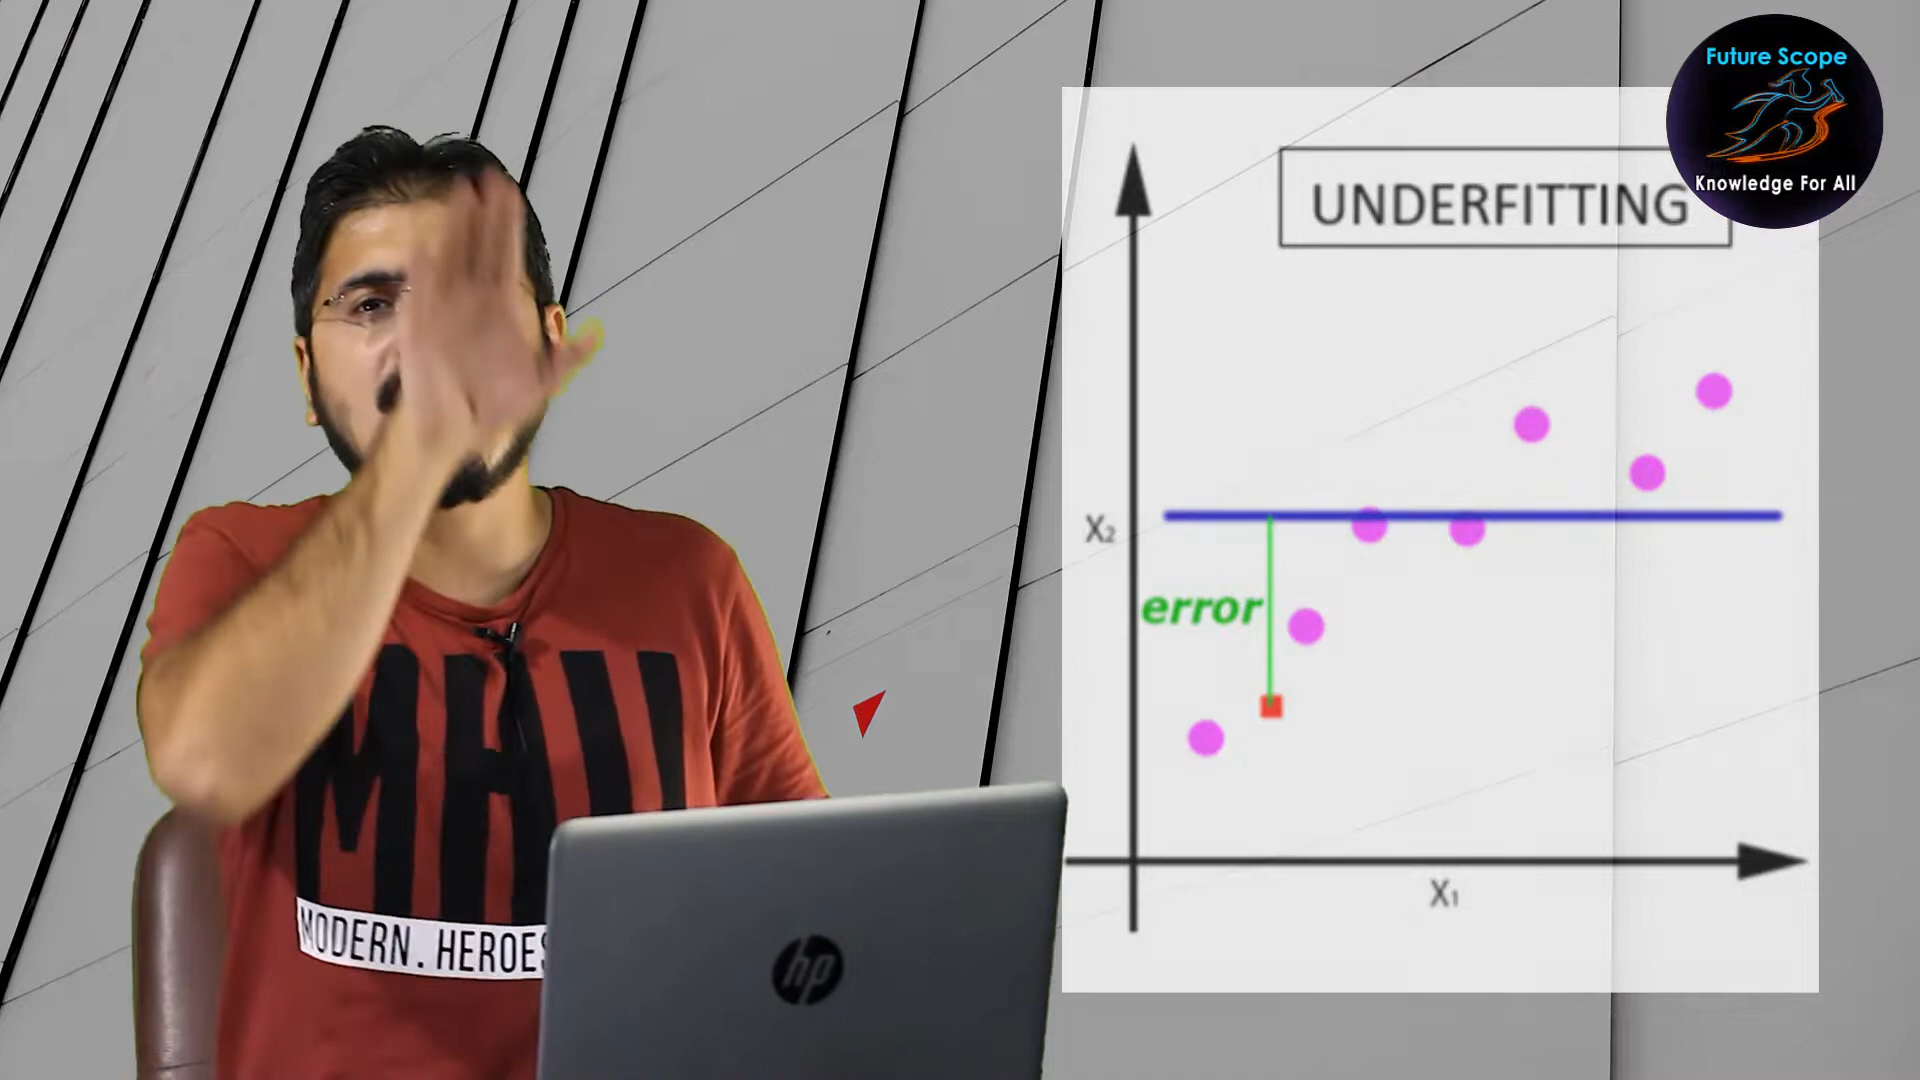 Future Scope
Knowledge For All
UNDERFITTING
X₂
error
X₁
MODERN. HEROES
hp